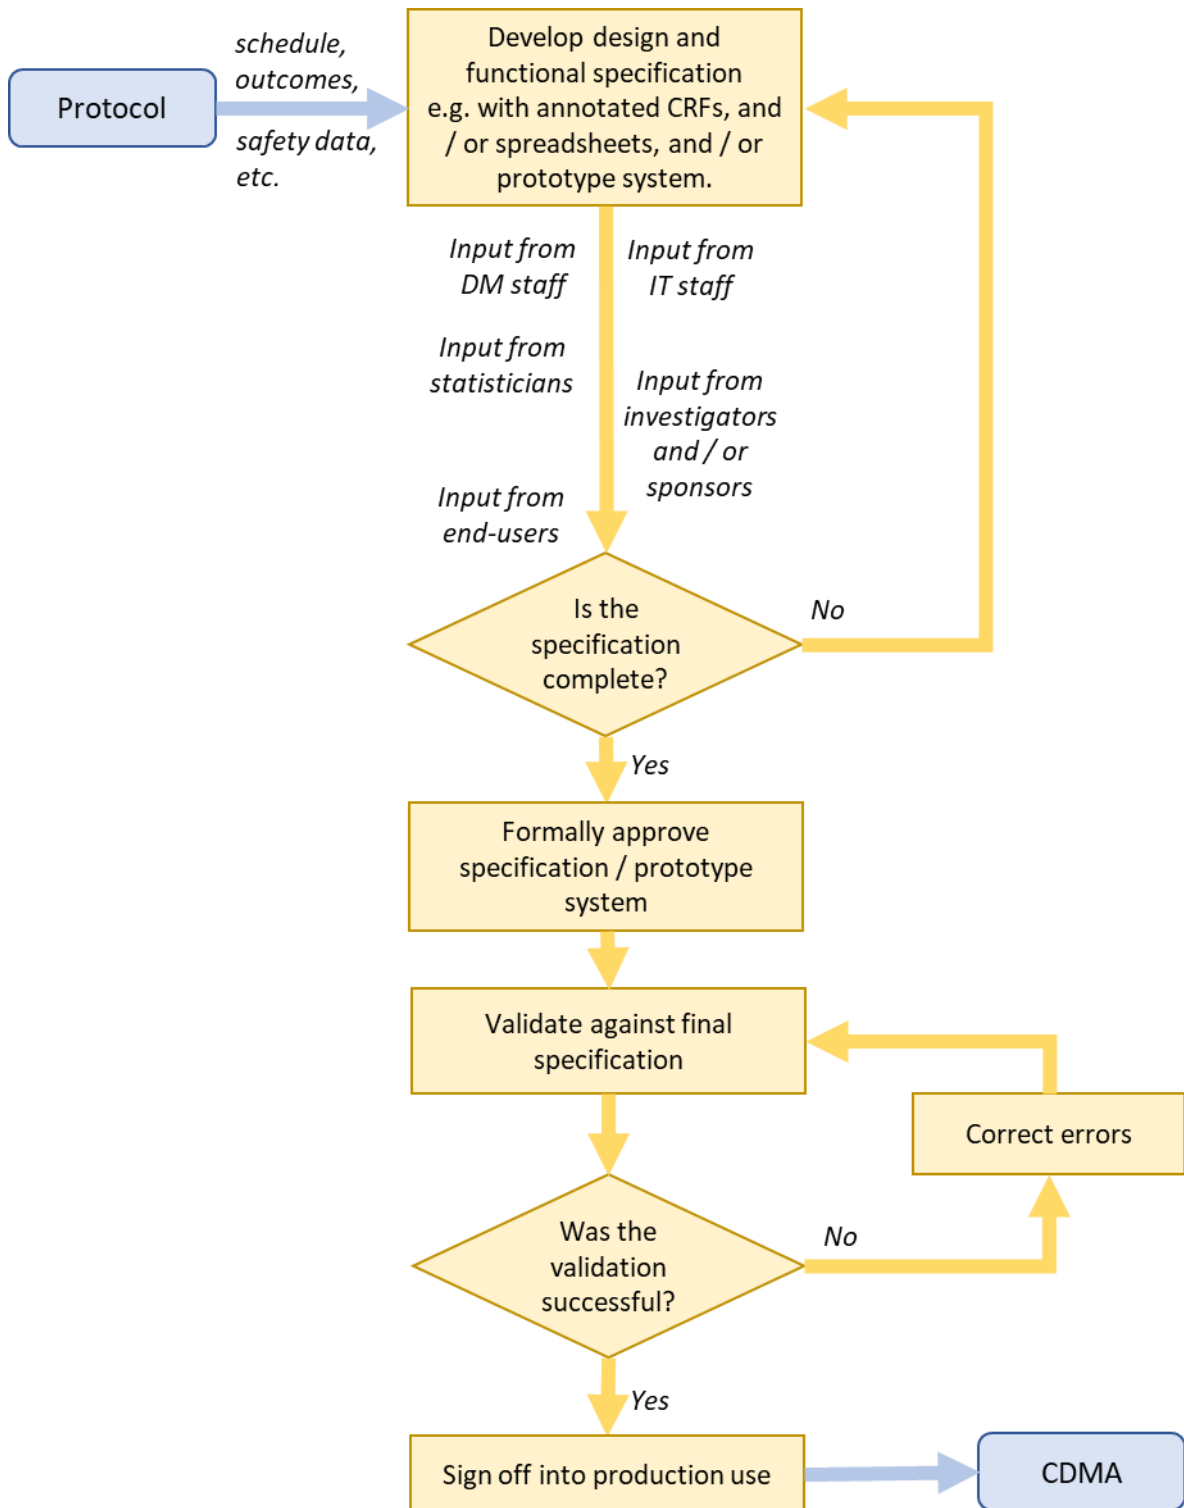 Protocol
schedule,
outcomes,
safety data,
etc.
Develop design and
functional specification
e.g. with annotated CRFs, and
/ or spreadsheets, and / or
prototype system.
Input from
DM staff
Input from
IT staff
Input from
statisticians
Input from
investigators
and / or
sponsors
Input from
end-users
Is the
specification
complete?
No
Yes
Formally approve
specification / prototype
system
Validate against final
specification
Correct errors
Was the
validation
successful?
No
Yes
Sign off into production use
CDMA